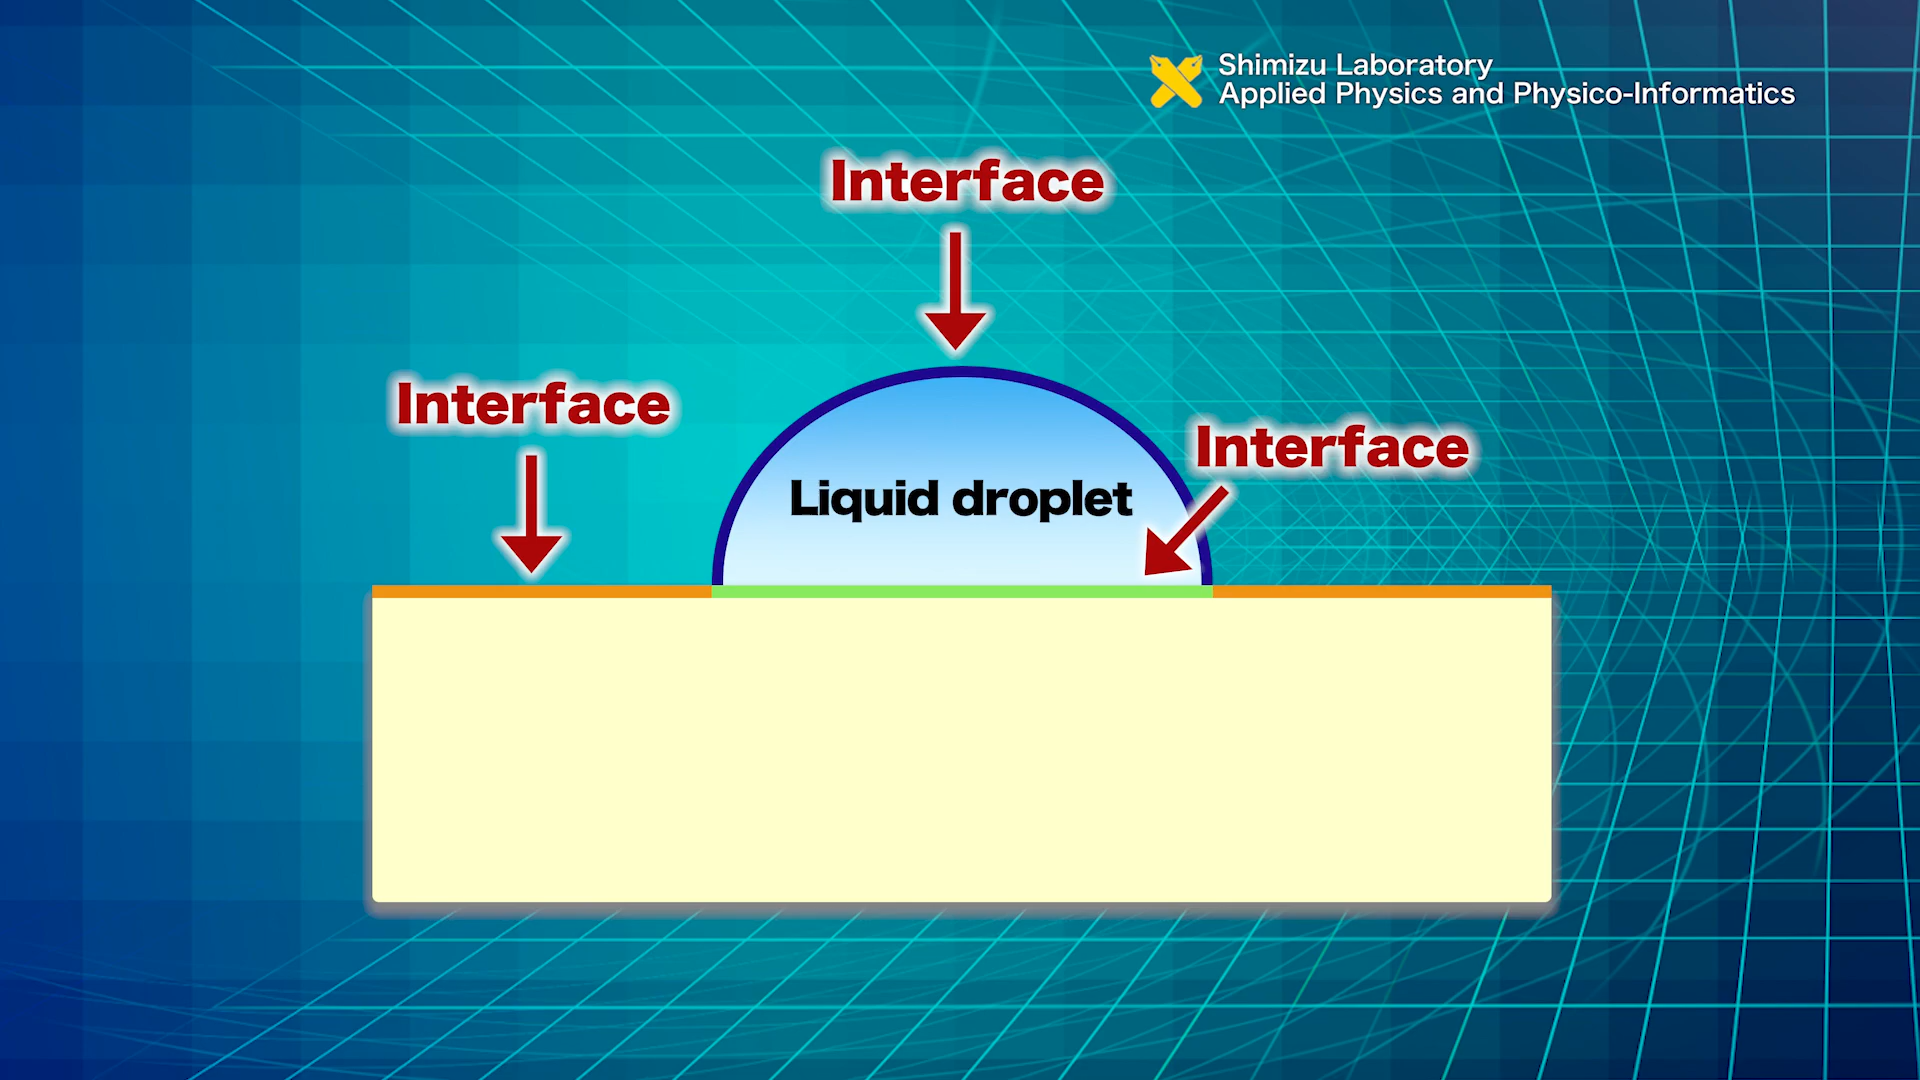 Shimizu Laboratory
Applied Physics and Physico-Informatics
Interface
Interface
Interface
Liquid droplet